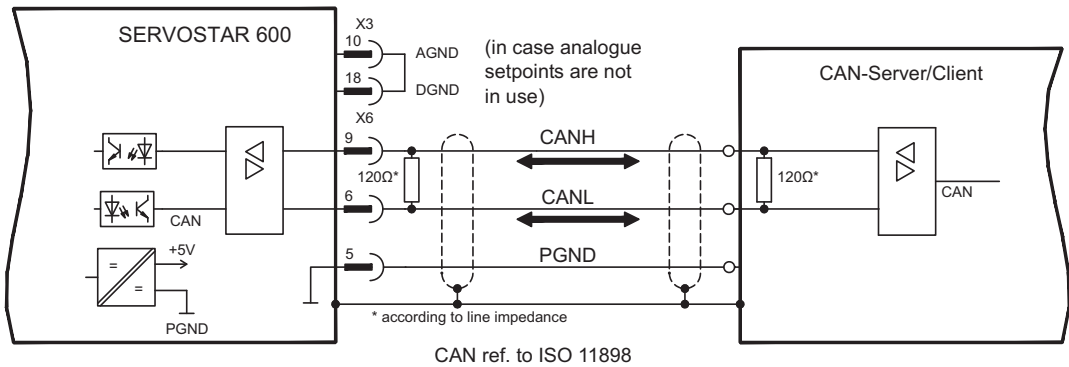 SERVOSTAR 600
X3
10
AGND
18
DGND
(in case analogue
setpoints are not
in use)
CAN-Server/Client
X6
9
CANH
120Ω*
120Ω*
6
CANL
CAN
CAN
+5V
5
PGND
=
=
PGND
* according to line impedance
CAN ref. to ISO 11898